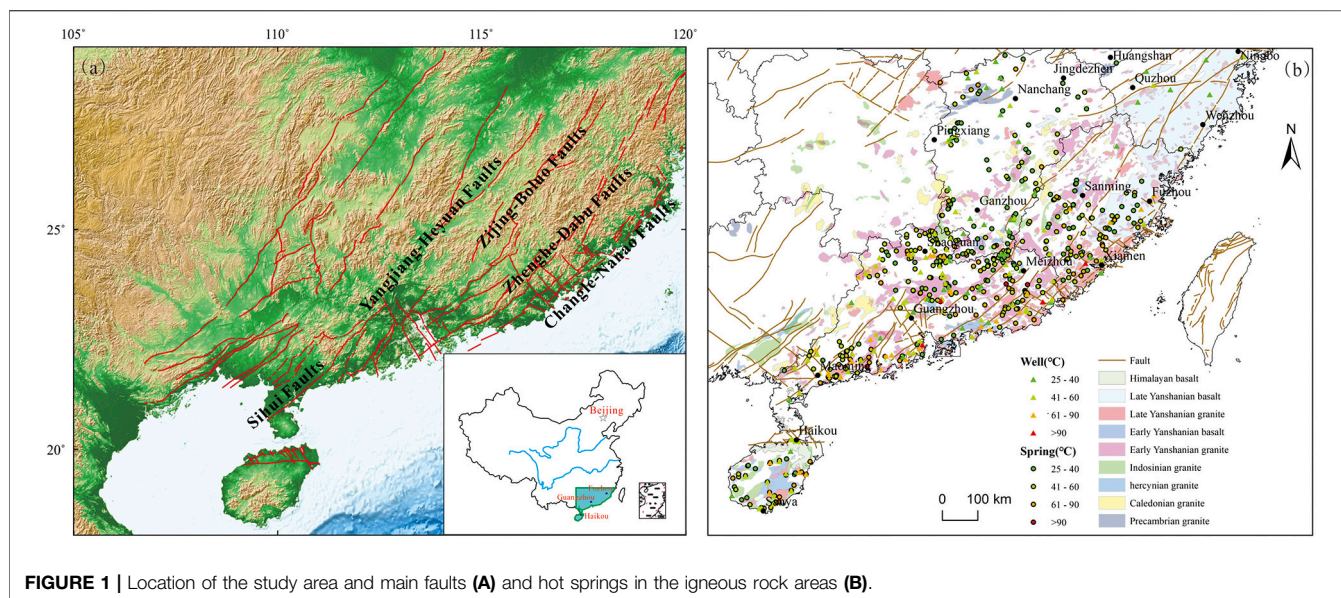 105°
110°
115°
120°
(a)
25°
20°
Yangjiang-Heyuan Faults
Zijing-Boluo Faults
Zhenghe-Dabu Faults
Changle-Nanao Faults
Sihui Faults
Beijing
Guangzhou
Haikou
(b)
Huangshan
Ningbo
Jingdezhen
Quzhou
Nanchang
Wenzhou
Pingxiang
N
Sanming
Fuzhou
Ganzhou
Shaoguan
Xiamen
Meizhou
Guangzhou
Maoming
Haikou
Sanya
0 100 km
Well(°C)
25 - 40
41 - 60
61 - 90
>90
Spring(°C)
25 - 40
41 - 60
61 - 90
>90
Fault
Himalayan basalt
Late Yanshanian basalt
Late Yanshanian granite
Early Yanshanian basalt
Early Yanshanian granite
Indosinian granite
hercynian granite
Caledonian granite
Precambrian granite
FIGURE 1 | Location of the study area and main faults (A) and hot springs in the igneous rock areas (B).